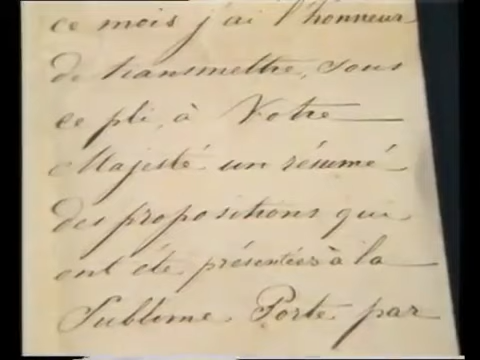 ce mois j'ai l'honneur
de transmettre, sous
ce pli, à Votre
Majesté un résumé
des propositions qui
ont été présentées à la
Sublime Porte par